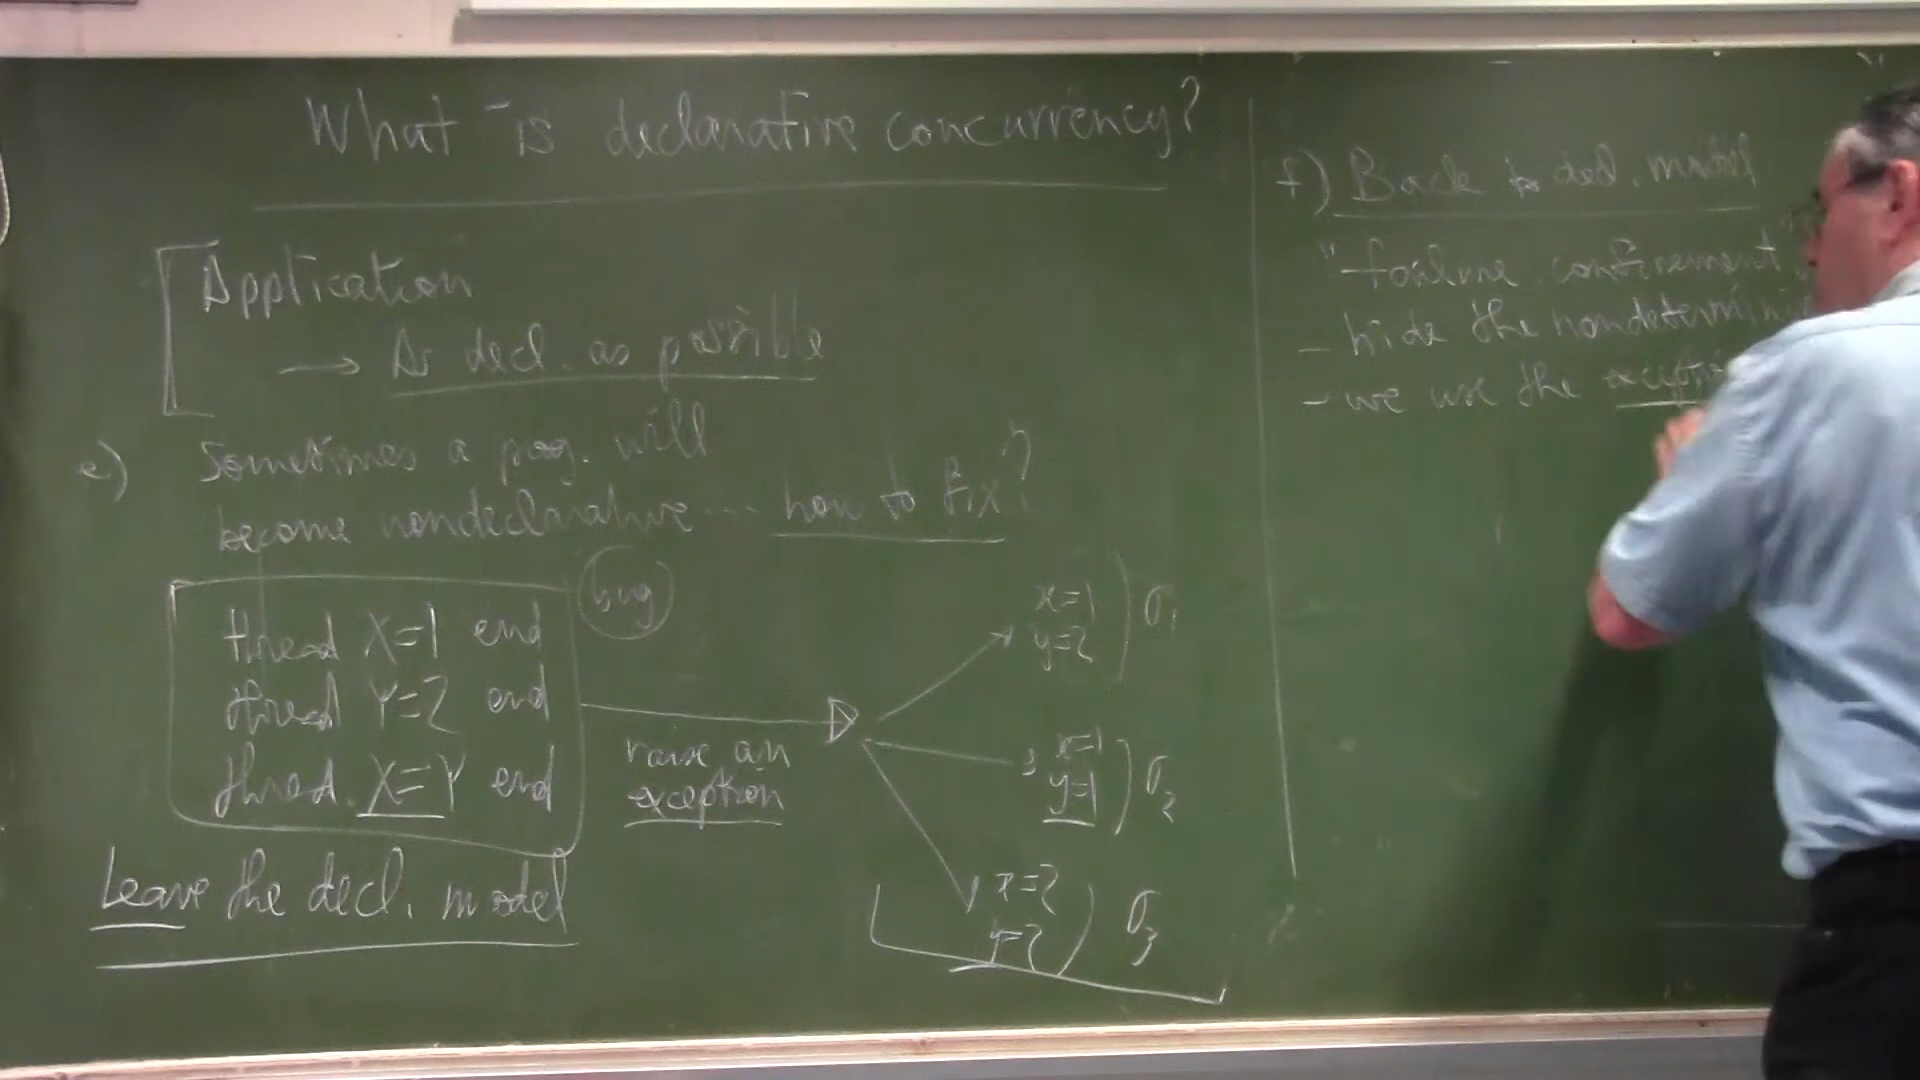 What is declarative concurrency?
Application
→ As decl. as possible
e) Sometimes a prog. will
become nondeclarative... how to fix?
bug
thread X=1 end
thread Y=2 end
thread X=Y end
Leave the decl. model
raise an
exception
x=1
y=2
σ1
x=1
y=1
σ2
x=2
y=2
σ3
f) Back to decl. model
"failure confinement"
- hide the
- we use the